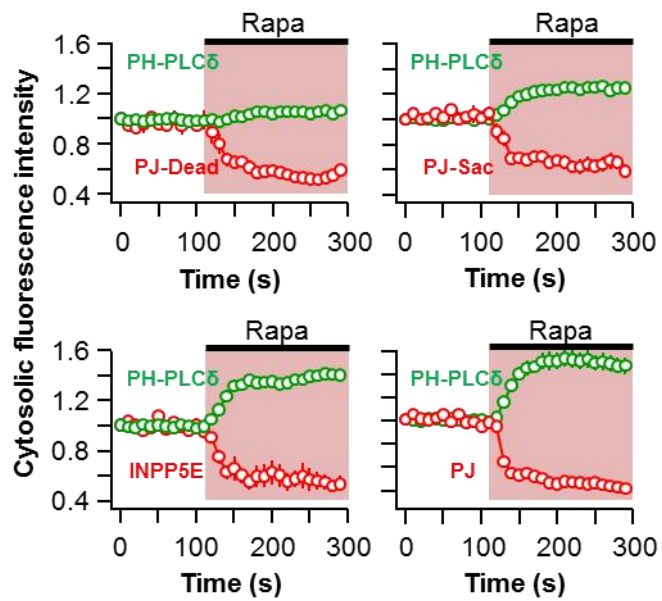 Cytosolic fluorescence intensity
Rapa
1.6
1.2
0.8
0.4
PH-PLCδ
PJ-Dead
0 100 200 300
Time (s)
Rapa
PH-PLCδ
PJ-Sac
0 100 200 300
Time (s)
Rapa
1.6
1.2
0.8
0.4
PH-PLCδ
INPP5E
0 100 200 300
Time (s)
Rapa
PH-PLCδ
PJ
0 100 200 300
Time (s)